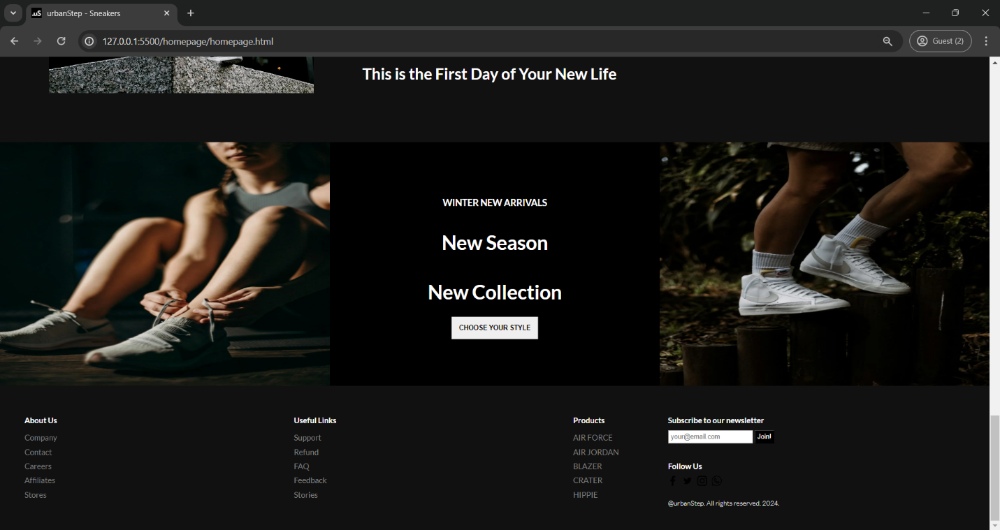 .uS urbanStep - Sneakers
127.0.0.1:5500/homepage/homepage.html
Guest (2)
This is the First Day of Your New Life
WINTER NEW ARRIVALS
New Season
New Collection
CHOOSE YOUR STYLE
About Us
Company
Contact
Careers
Affiliates
Stores
Useful Links
Support
Refund
FAQ
Feedback
Stories
Products
AIR FORCE
AIR JORDAN
BLAZER
CRATER
HIPPIE
Subscribe to our newsletter
your@email.com Join!
Follow Us
@urbanStep. All rights reserved. 2024.